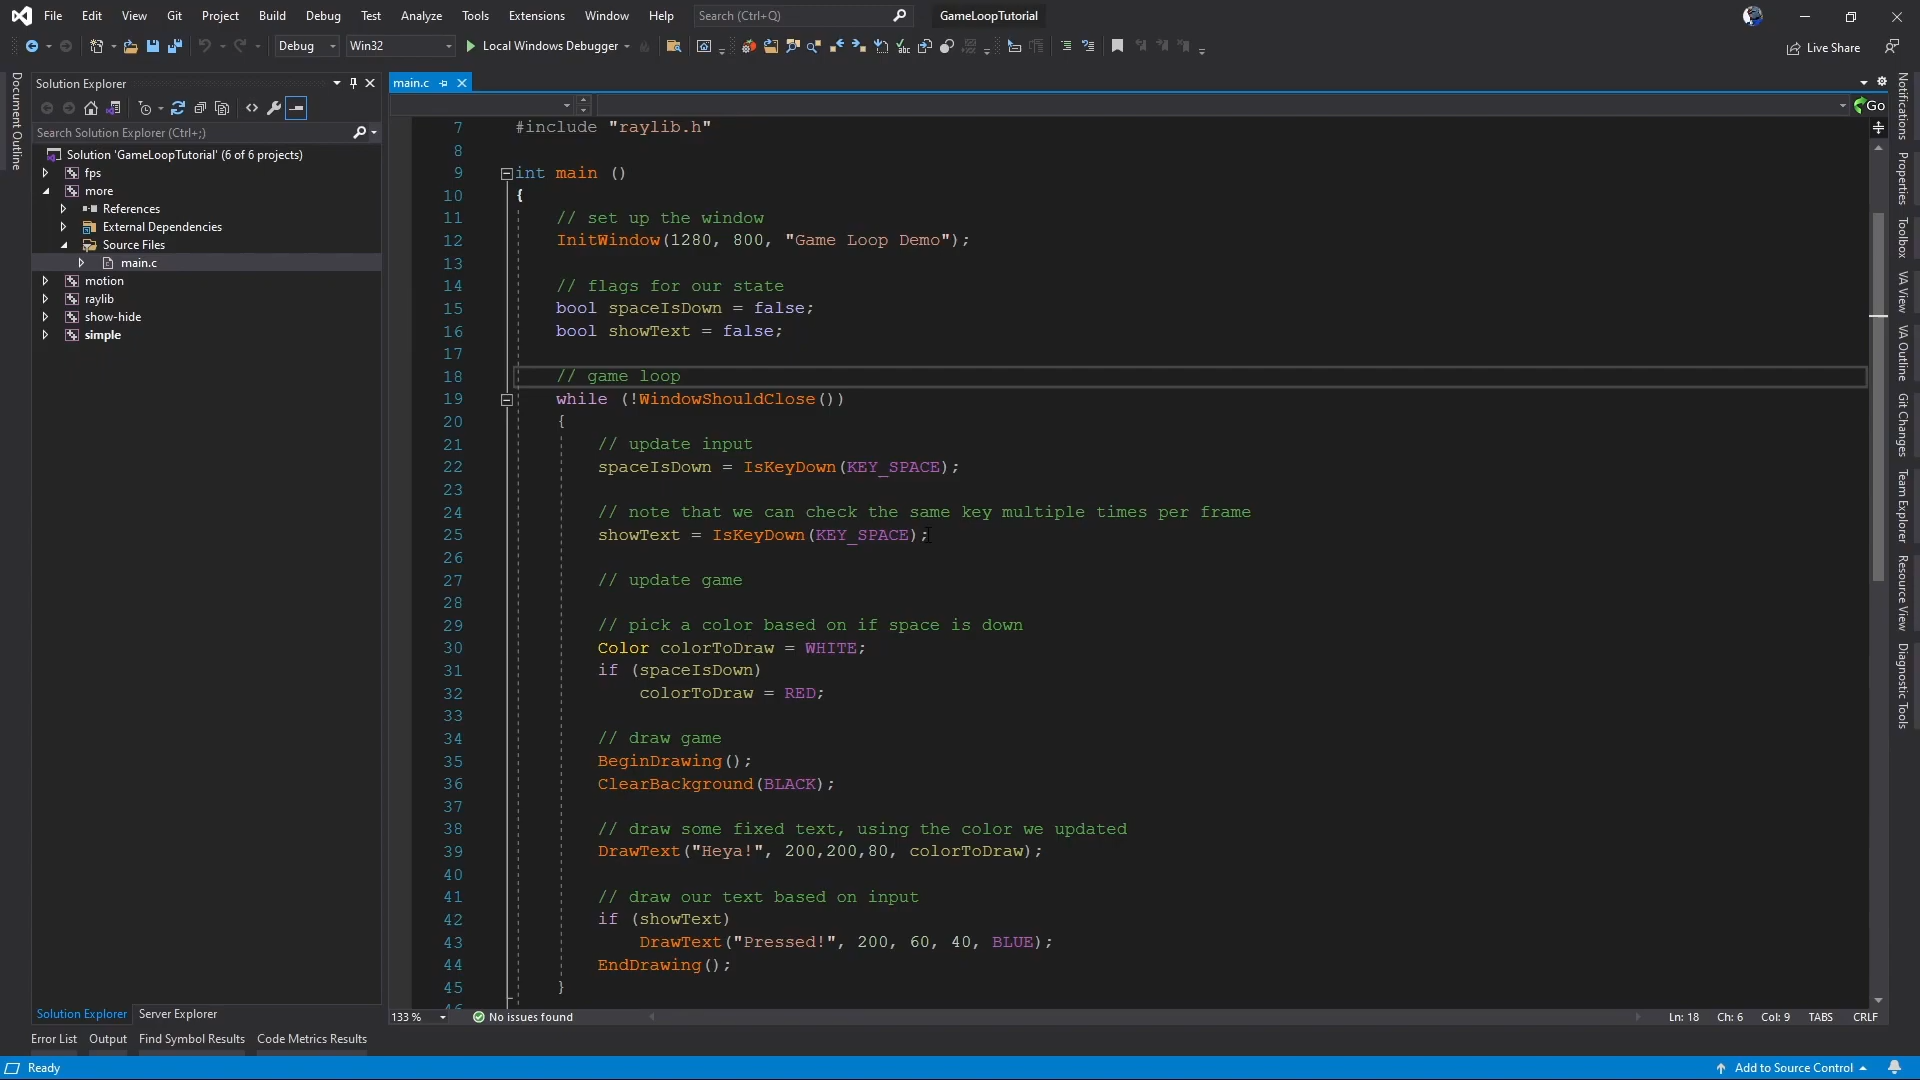 File Edit View Git Project Build Debug Test Analyze Tools Extensions Window Help Search (Ctrl+Q) GameLoopTutorial
Debug Win32 Local Windows Debugger Live Share
Document Outline
Solution Explorer
Search Solution Explorer (Ctrl+;)
Solution 'GameLoopTutorial' (6 of 6 projects)
fps
more
References
External Dependencies
Source Files
main.c
motion
raylib
show-hide
simple
Solution Explorer Server Explorer
main.c
Go
7 #include "raylib.h"
8
9 int main ()
10 {
11 // set up the window
12 InitWindow(1280, 800, "Game Loop Demo");
13
14 // flags for our state
15 bool spaceIsDown = false;
16 bool showText = false;
17
18 // game loop
19 while (!WindowShouldClose())
20 {
21 // update input
22 spaceIsDown = IsKeyDown(KEY_SPACE);
23
24 // note that we can check the same key multiple times per frame
25 showText = IsKeyDown(KEY_SPACE);
26
27 // update game
28
29 // pick a color based on if space is down
30 Color colorToDraw = WHITE;
31 if (spaceIsDown)
32 colorToDraw = RED;
33
34 // draw game
35 BeginDrawing();
36 ClearBackground(BLACK);
37
38 // draw some fixed text, using the color we updated
39 DrawText("Heya!", 200,200,80, colorToDraw);
40
41 // draw our text based on input
42 if (showText)
43 DrawText("Pressed!", 200, 60, 40, BLUE);
44 EndDrawing();
45 }
133 % No issues found Ln: 18 Ch: 6 Col: 9 TABS CRLF
Notifications
Properties
Toolbox
VA View
VA Outline
Git Changes
Team Explorer
Resource View
Diagnostic Tools
Error List Output Find Symbol Results Code Metrics Results
Ready Add to Source Control